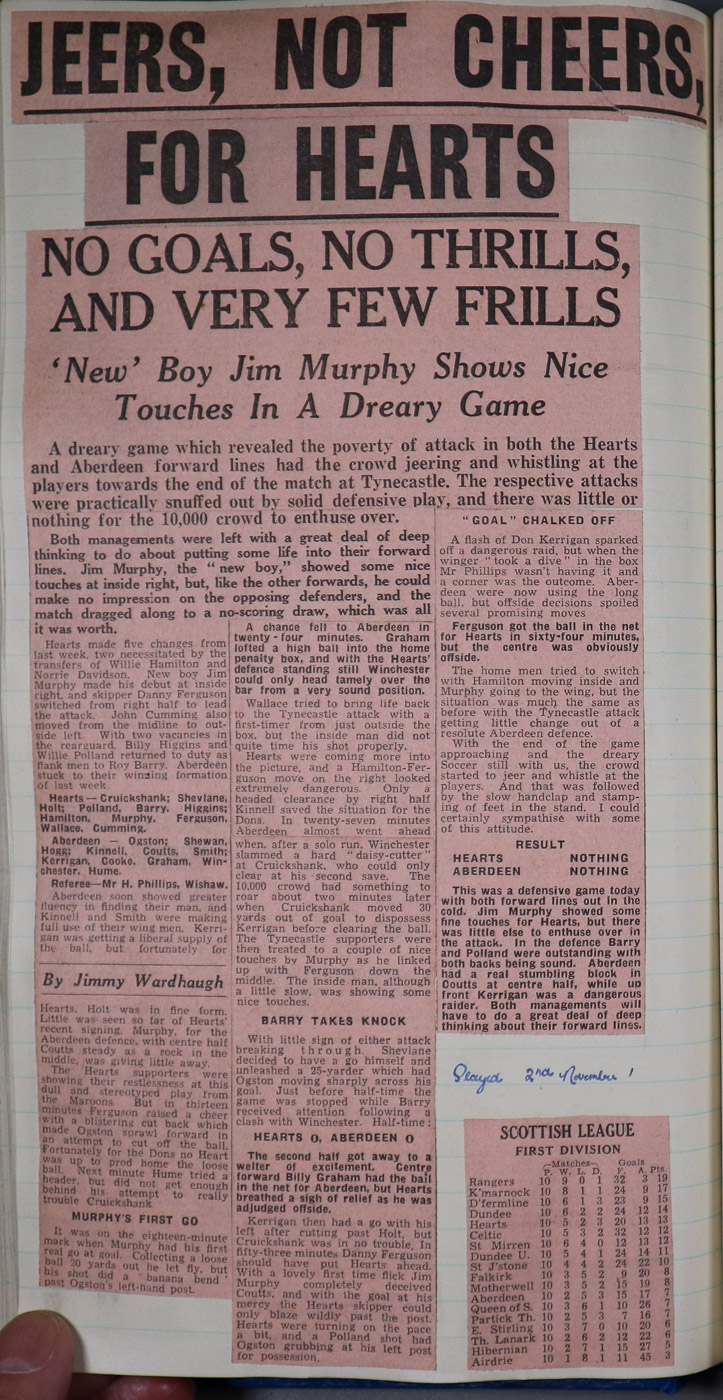 JEERS, NOT CHEERS,
FOR HEARTS
NO GOALS, NO THRILLS,
AND VERY FEW FRILLS
'New' Boy Jim Murphy Shows Nice
Touches In A Dreary Game
A dreary game which revealed the poverty of attack in both the Hearts
and Aberdeen forward lines had the crowd jeering and whistling at the
players towards the end of the match at Tynecastle. The respective attacks
were practically snuffed out by solid defensive play, and there was little or
nothing for the 10,000 crowd to enthuse over.
Both managements were left with a great deal of deep
thinking to do about putting some life into their forward
lines. Jim Murphy, the "new boy," showed some nice
touches at inside right, but, like the other forwards, he could
make no impression on the opposing defenders, and the
match dragged along to a no-scoring draw, which was all
it was worth.
Hearts made five changes from
last week, two necessitated by the
transfers of Willie Hamilton and
Norrie Davidson. New boy Jim
Murphy made his debut at inside
right, and skipper Danny Ferguson
switched from right half to lead
the attack. John Cumming also
moved from the midline to out-
side left. With two vacancies in
the rearguard, Billy Higgins and
Willie Polland returned to duty as
flank men to Roy Barry. Aberdeen
stuck to their winning formation
of last week.
Hearts — Cruickshank; Shevlane,
Holt; Polland, Barry, Higgins;
Hamilton, Murphy, Ferguson,
Wallace, Cumming.
Aberdeen — Ogston; Shewan,
Hogg; Kinnell, Coutts, Smith;
Kerrigan, Cooke, Graham, Win-
chester, Hume.
Referee—Mr H. Phillips, Wishaw.
Aberdeen soon showed greater
fluency in finding their man, and
Kinnell and Smith were making
full use of their wing men. Kerri-
gan was getting a liberal supply of
the ball, but fortunately for
By Jimmy Wardhaugh
Hearts, Holt was in fine form.
Little was seen so far of Hearts'
recent signing, Murphy, for the
Aberdeen defence, with centre half
Coutts steady as a rock in the
middle, was giving little away.
The Hearts supporters were
showing their restlessness at this
dull and stereotyped play from
the Maroons. But in thirteen
minutes Ferguson raised a cheer
with a blistering cut back which
made Ogston sprawl forward in
an attempt to cut off the ball.
Fortunately for the Dons no Heart
was up to prod home the loose
ball. Next minute Hume tried a
header, but did not get enough
behind his attempt to really
trouble Cruickshank.
MURPHY'S FIRST GO
It was on the eighteen-minute
mark when Murphy had his first
real go at goal. Collecting a loose
ball 20 yards out he let fly, but
his shot did a "banana bend"
past Ogston's left-hand post.
A chance fell to Aberdeen in
twenty-four minutes. Graham
lofted a high ball into the home
penalty box, and with the Hearts'
defence standing still Winchester
could only head tamely over the
bar from a very sound position.
Wallace tried to bring life back
to the Tynecastle attack with a
first-timer from just outside the
box, but the inside man did not
quite time his shot properly.
Hearts were coming more into
the picture, and a Hamilton-Fer-
guson move on the right looked
extremely dangerous. Only a
headed clearance by right half
Kinnell saved the situation for the
Dons. In twenty-seven minutes
Aberdeen almost went ahead
when, after a solo run, Winchester
slammed a hard "daisy-cutter"
at Cruickshank, who could only
clear at his second save. The
10,000 crowd had something to
roar about two minutes later
when Cruickshank moved 30
yards out of goal to dispossess
Kerrigan before clearing the ball.
The Tynecastle supporters were
then treated to a couple of nice
touches by Murphy as he linked
up with Ferguson down the
middle. The inside man, although
a little slow, was showing some
nice touches.
BARRY TAKES KNOCK
With little sign of either attack
breaking through, Shevlane
decided to have a go himself and
unleashed a 25-yarder which had
Ogston moving sharply across his
goal. Just before half-time the
game was stopped while Barry
received attention following a
clash with Winchester. Half-time:
HEARTS 0, ABERDEEN 0
The second half got away to a
welter of excitement. Centre
forward Billy Graham had the ball
in the net for Aberdeen, but Hearts
breathed a sigh of relief as he was
adjudged offside.
Kerrigan then had a go with his
left after cutting past Holt, but
Cruickshank was in no trouble. In
fifty-three minutes Danny Ferguson
should have put Hearts ahead.
With a lovely first time flick Jim
Murphy completely deceived
Coutts, and with the goal at his
mercy the Hearts skipper could
only blaze wildly past the post.
Hearts were turning on the pace
a bit, and a Polland shot had
Ogston grubbing at his left post
for possession.
"GOAL" CHALKED OFF
A flash of Don Kerrigan sparked
off a dangerous raid, but when the
winger "took a dive" in the box
Mr Phillips wasn't having it and
a corner was the outcome. Aber-
deen were now using the long
ball, but offside decisions spoiled
several promising moves
Ferguson got the ball in the net
for Hearts in sixty-four minutes,
but the centre was obviously
offside.
The home men tried to switch
with Hamilton moving inside and
Murphy going to the wing, but the
situation was much the same as
before with the Tynecastle attack
getting little change out of a
resolute Aberdeen defence.
With the end of the game
approaching and the dreary
Soccer still with us, the crowd
started to jeer and whistle at the
players. And that was followed
by the slow handclap and stamp-
ing of feet in the stand. I could
certainly sympathise with some
of this attitude.
RESULT
HEARTS NOTHING
ABERDEEN NOTHING
This was a defensive game today
with both forward lines out in the
cold. Jim Murphy showed some
fine touches for Hearts, but there
was little else to enthuse over in
the attack. In the defence Barry
and Polland were outstanding with
both backs being sound. Aberdeen
had a real stumbling block in
Coutts at centre half, while up
front Kerrigan was a dangerous
raider. Both managements will
have to do a great deal of deep
thinking about their forward lines.
Played 2nd November !
SCOTTISH LEAGUE
FIRST DIVISION
Matches Goals
P. W. L. D. F. A. Pts
Rangers 10 9 0 1 32 3 19
K'marnock 10 8 1 1 24 9 17
D'fermline 10 6 1 3 23 9 15
Dundee 10 6 2 2 24 12 14
Hearts 10 5 2 3 20 13 13
Celtic 10 5 3 2 32 12 12
St Mirren 10 6 4 0 12 13 12
Dundee U. 10 5 4 1 24 14 11
St J'stone 10 4 4 2 24 22 10
Falkirk 10 3 5 2 9 20 8
Motherwell 10 3 5 2 15 19 8
Aberdeen 10 2 5 3 15 17 7
Queen of S. 10 3 6 1 10 26 7
Partick Th. 10 2 5 3 7 16 7
E. Stirling 10 3 7 0 10 20 6
Th. Lanark 10 2 6 2 12 22 6
Hibernian 10 2 7 1 15 27 5
Airdrie 10 1 8 1 11 45 3